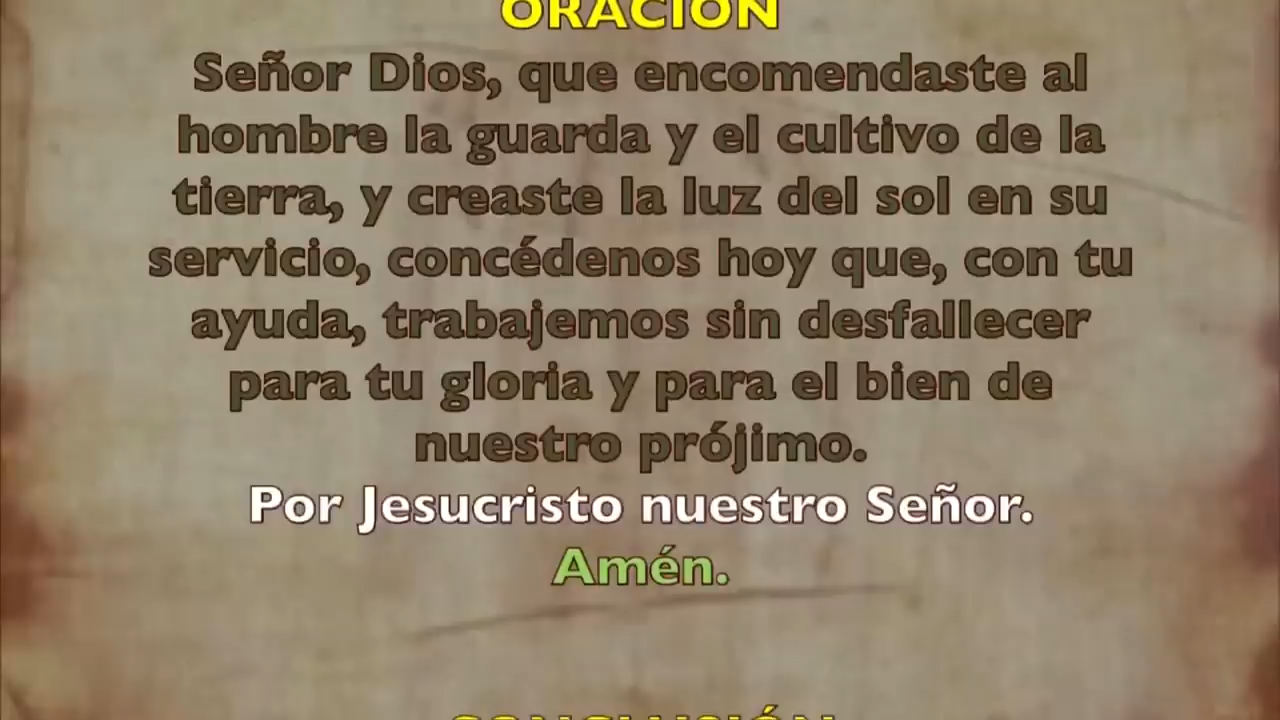 ORACIÓN
Señor Dios, que encomendaste al
hombre la guarda y el cultivo de la
tierra, y creaste la luz del sol en su
servicio, concédenos hoy que, con tu
ayuda, trabajemos sin desfallecer
para tu gloria y para el bien de
nuestro prójimo.
Por Jesucristo nuestro Señor.
Amén.
CONCLUSIÓN